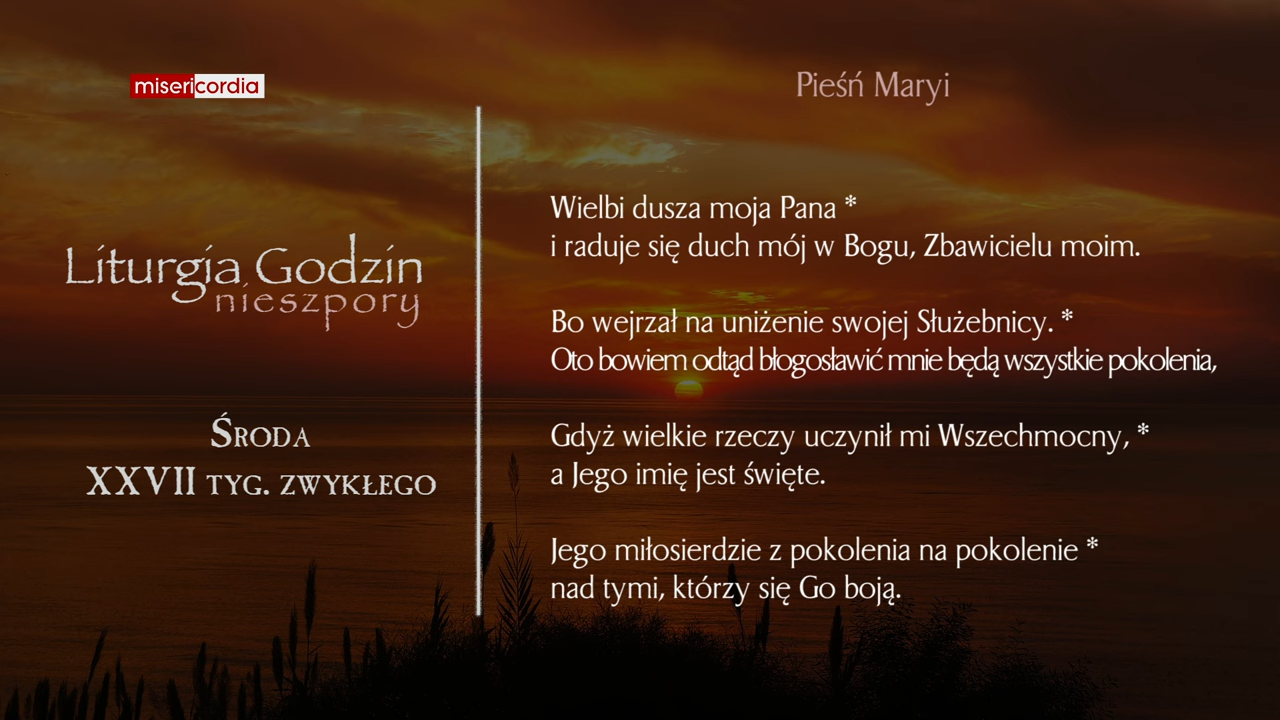 misericordia
Liturgia Godzin
nieszpory
Środa
XXVII tyg. zwykłego
Pieśń Maryi
Wielbi dusza moja Pana *
i raduje się duch mój w Bogu, Zbawicielu moim.
Bo wejrzał na uniżenie swojej Służebnicy. *
Oto bowiem odtąd błogosławić mnie będą wszystkie pokolenia,
Gdyż wielkie rzeczy uczynił mi Wszechmocny, *
a Jego imię jest święte.
Jego miłosierdzie z pokolenia na pokolenie *
nad tymi, którzy się Go boją.